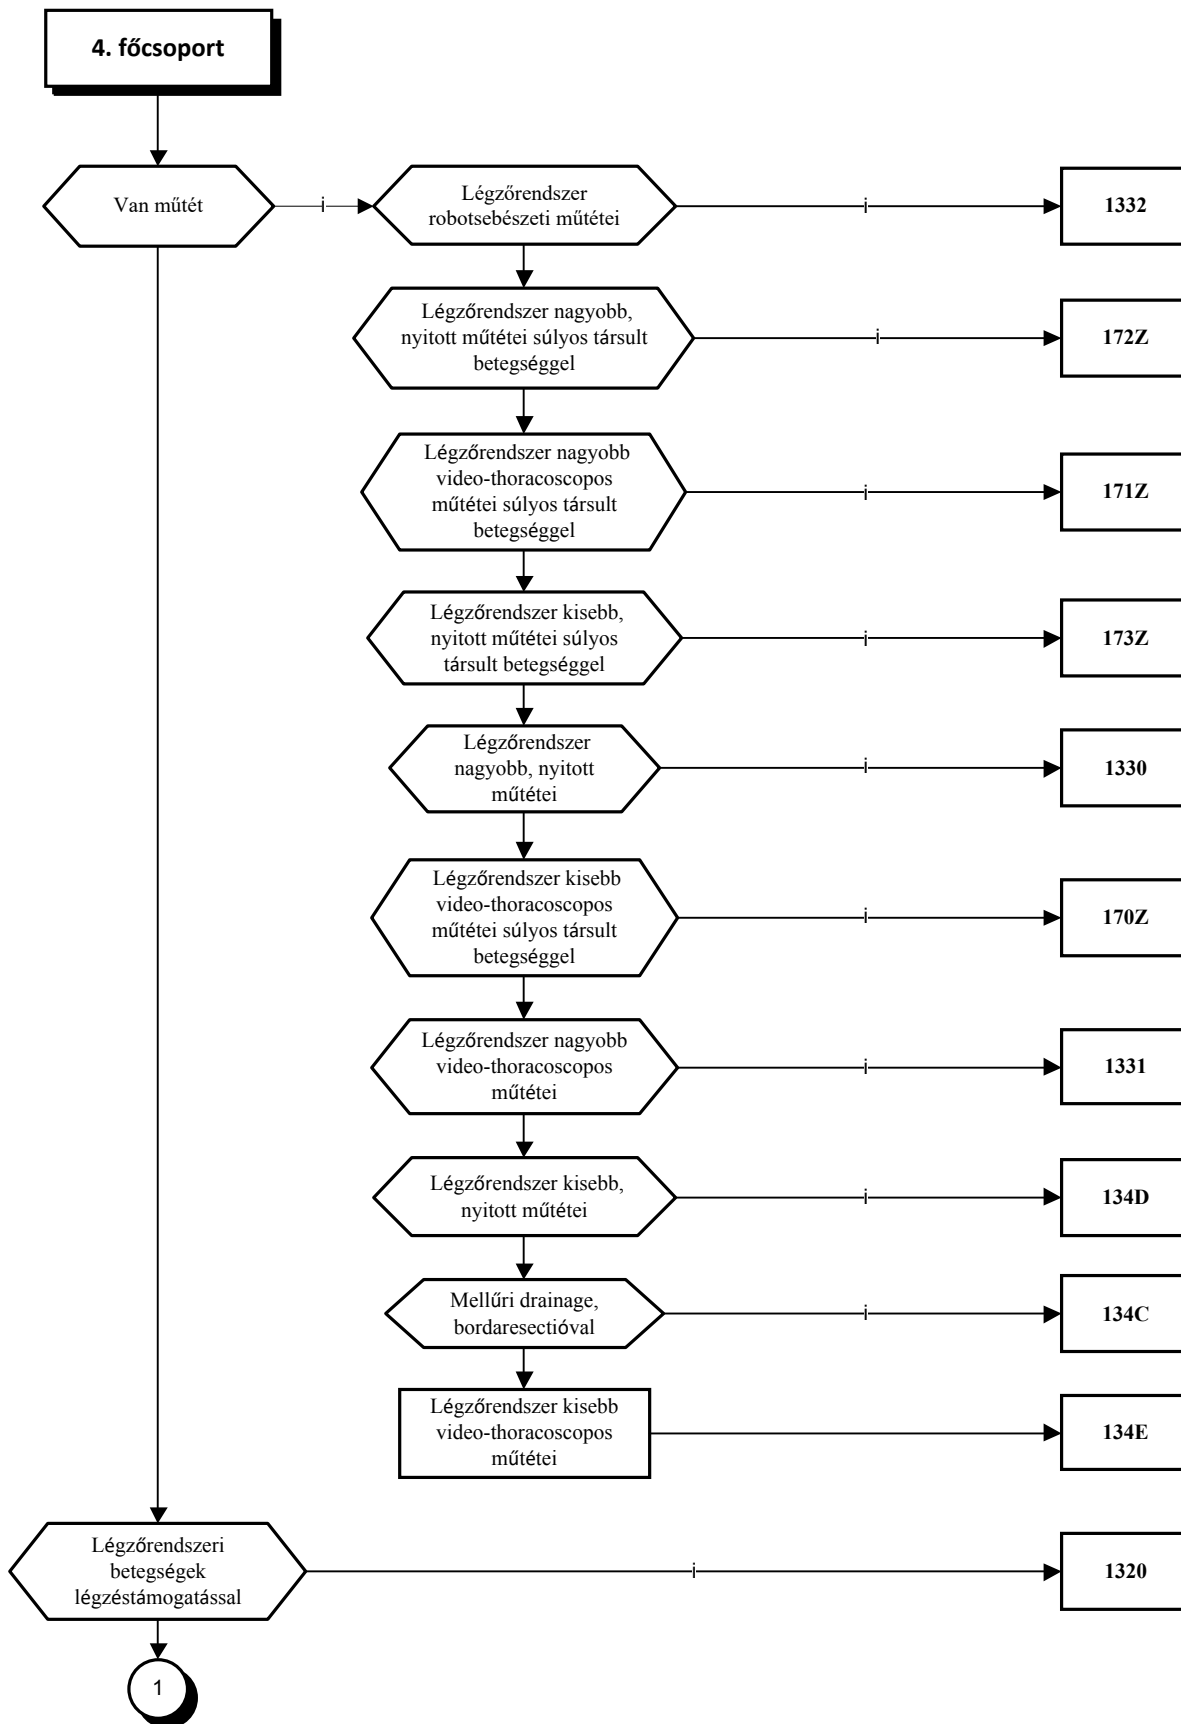 4. főcsoport
Van műtét
i
Légzőrendszer
robotsebészeti műtétei
i
1332
Légzőrendszer nagyobb,
nyitott műtétei súlyos társult
betegséggel
i
172Z
Légzőrendszer nagyobb
video-thoracoscopos
műtétei súlyos társult
betegséggel
i
171Z
Légzőrendszer kisebb,
nyitott műtétei súlyos
társult betegséggel
i
173Z
Légzőrendszer
nagyobb, nyitott
műtétei
i
1330
Légzőrendszer kisebb
video-thoracoscopos
műtétei súlyos társult
betegséggel
i
170Z
Légzőrendszer nagyobb
video-thoracoscopos
műtétei
i
1331
Légzőrendszer kisebb,
nyitott műtétei
i
134D
Mellűri drainage,
bordaresectióval
i
134C
Légzőrendszer kisebb
video-thoracoscopos
műtétei
134E
Légzőrendszeri
betegségek
légzéstámogatással
i
1320
1